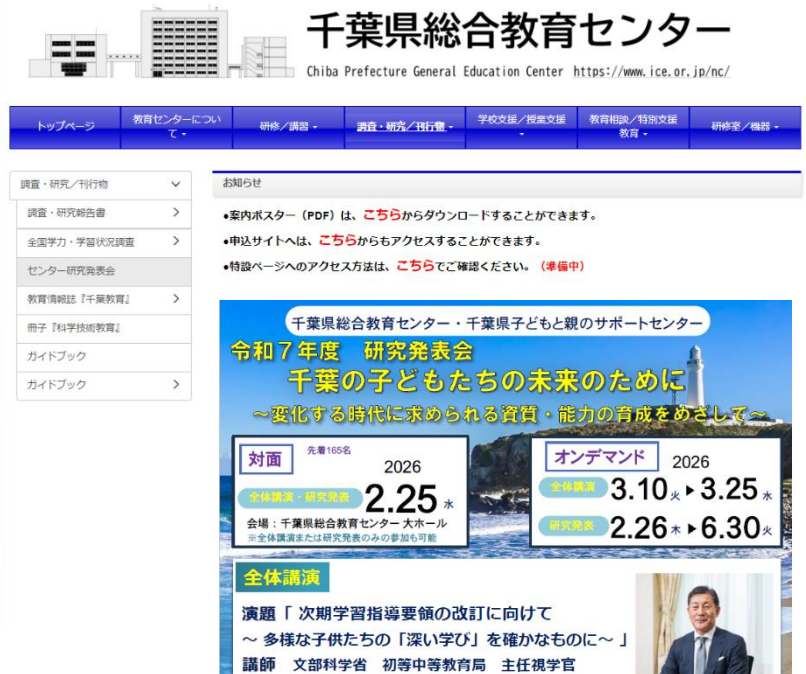 千葉県総合教育センター
Chiba Prefecture General Education Center https://www.ice.or.jp/nc/
トップページ
教育センターについて
研修／講習
調査・研究／刊行物
学校支援／授業支援
教育相談／特別支援教育
研修室／機器
調査・研究／刊行物
調査・研究報告書
全国学力・学習状況調査
センター研究発表会
教育情報誌『千葉教育』
冊子『科学技術教育』
ガイドブック
ガイドブック
お知らせ
•案内ポスター（PDF）は、こちらからダウンロードすることができます。
•申込サイトへは、こちらからもアクセスすることができます。
•特設ページへのアクセス方法は、こちらでご確認ください。（準備中）
千葉県総合教育センター・千葉県子どもと親のサポートセンター
令和７年度　研究発表会
千葉の子どもたちの未来のために
～変化する時代に求められる資質・能力の育成をめざして～
対面 先着165名
2026
全体講演・研究発表 2.25 水
会場：千葉県総合教育センター 大ホール
※全体講演または研究発表のみの参加も可能
オンデマンド 2026
全体講演 3.10 火 ▶ 3.25 水
研究発表 2.26 木 ▶ 6.30 火
全体講演
演題「 次期学習指導要領の改訂に向けて
～ 多様な子供たちの「深い学び」を確かなものに～ 」
講師　文部科学省　初等中等教育局　主任視学官